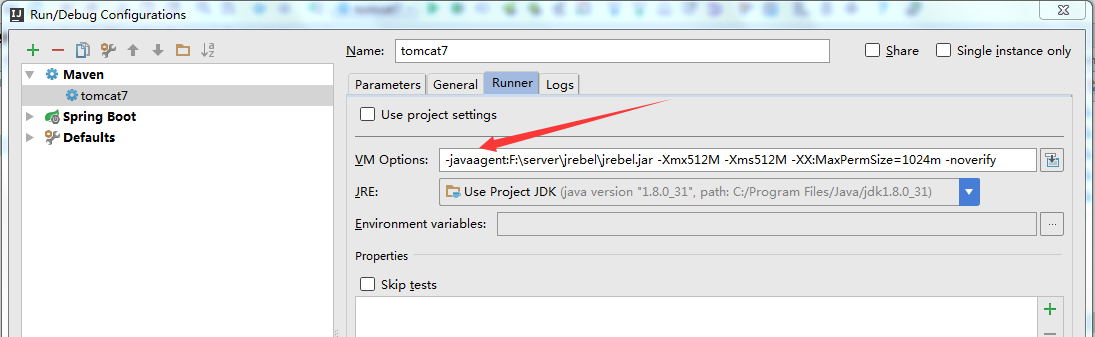 Run/Debug Configurations
Name: tomcat7
Share
Single instance only
Maven
tomcat7
Spring Boot
Defaults
Parameters General Runner Logs
Use project settings
VM Options: -javaagent:F:\server\jrebel\jrebel.jar -Xmx512M -Xms512M -XX:MaxPermSize=1024m -noverify
JRE: Use Project JDK (java version "1.8.0_31", path: C:/Program Files/Java/jdk1.8.0_31)
Environment variables: ...
Properties
Skip tests